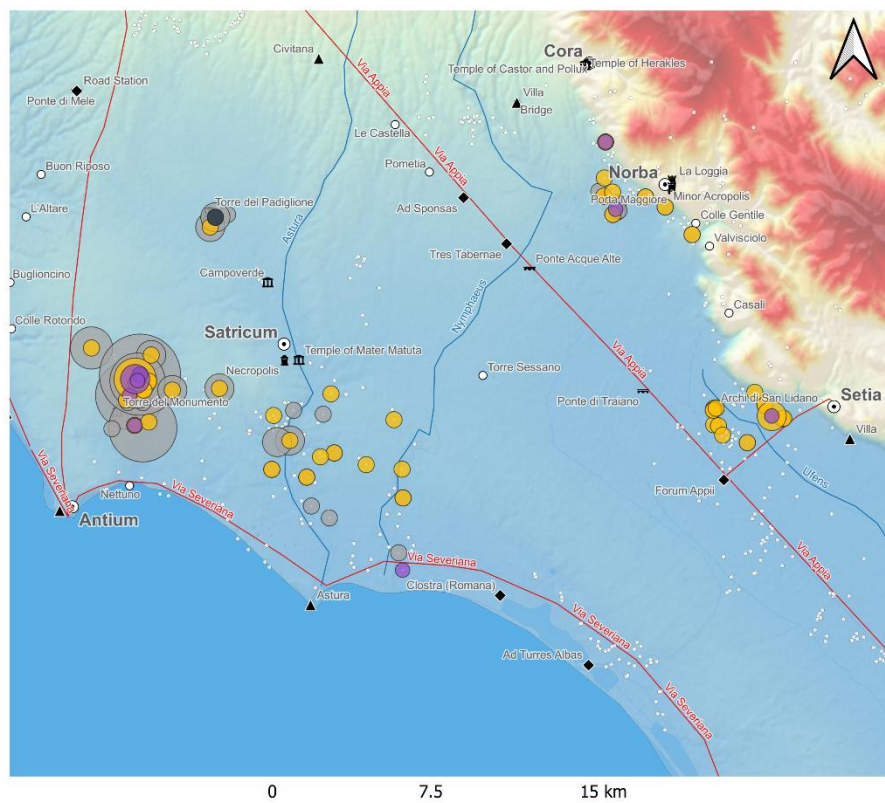 Civitana
Cora
Temple of Castor and Pollux
Temple of Herakles
Via Appia
Road Station
Ponte di Mele
Villa
Bridge
Le Castella
Buon Riposo
Pometia
Norba
La Loggia
Porta Maggiore
Minor Acropolis
Torre del Padiglione
L'Altare
Ad Sponsas
Via Appia
Colle Gentile
Astura
Valvisciolo
Tres Tabernae
Ponte Acque Alte
Buglioncino
Campoverde
Nymphaeus
Casali
Colle Rotondo
Satricum
Via Appia
Necropolis
Temple of Mater Matuta
Torre Sessano
Ponte di Traiano
Archi di San Lidano
Setia
Torre del Monumento
Villa
Via Severiana
Ufens
Forum Appii
Nettuno
Antium
Via Severiana
Via Appia
Via Severiana
Astura
Clostra (Romana)
Via Severiana
Ad Turres Albas
Via Severiana
0 7.5 15 km